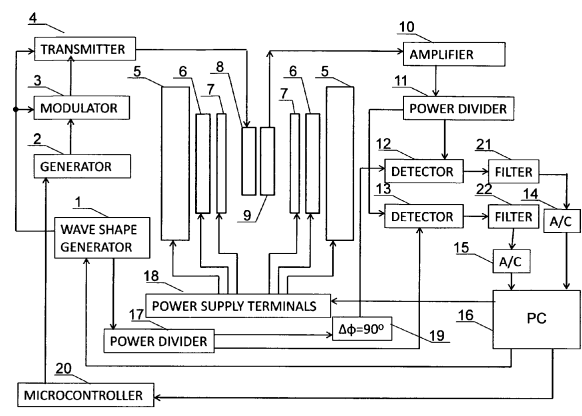 4
TRANSMITTER
3
MODULATOR
2
GENERATOR
1
WAVE SHAPE
GENERATOR
5
6
7
8
9
7
6
5
10
AMPLIFIER
11
POWER DIVIDER
12
DETECTOR
21
FILTER
13
DETECTOR
22
FILTER
14
A/C
15
A/C
18
POWER SUPPLY TERMINALS
17
POWER DIVIDER
Δϕ=90º
19
16
PC
20
MICROCONTROLLER